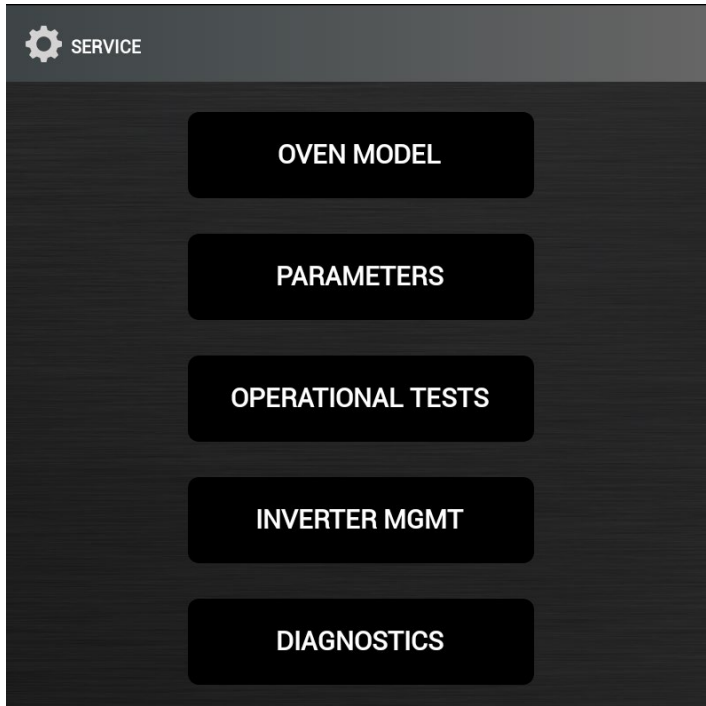 SERVICE
OVEN MODEL
PARAMETERS
OPERATIONAL TESTS
INVERTER MGMT
DIAGNOSTICS